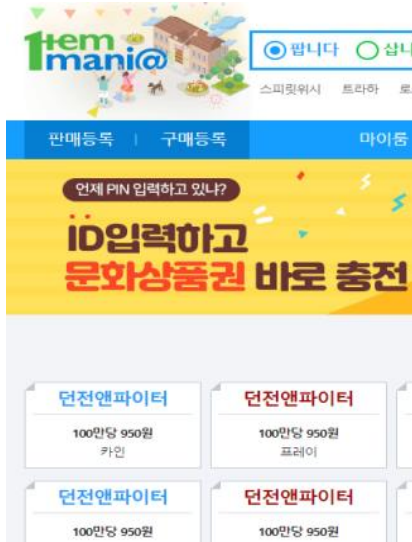 Item
mania
팝니다 삽니
스피릿위시 트라하 로
판매등록 | 구매등록 마이룸
언제 PIN 입력하고 있냐?
ID입력하고
문화상품권 바로 충전
던전앤파이터 던전앤파이터
100만당 950원 100만당 950원
카인 프레이
던전앤파이터 던전앤파이터
100만당 950원 100만당 950원